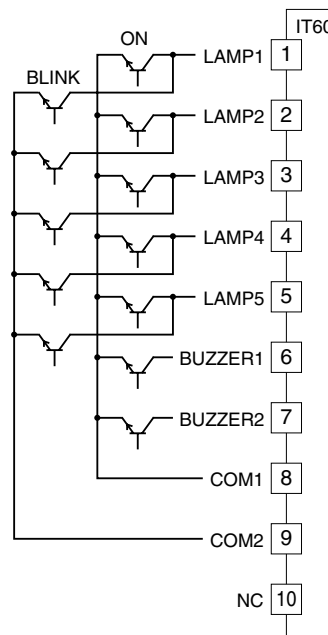 IT60
ON
LAMP1 1
BLINK
LAMP2 2
LAMP3 3
LAMP4 4
LAMP5 5
BUZZER1 6
BUZZER2 7
COM1 8
COM2 9
NC 10